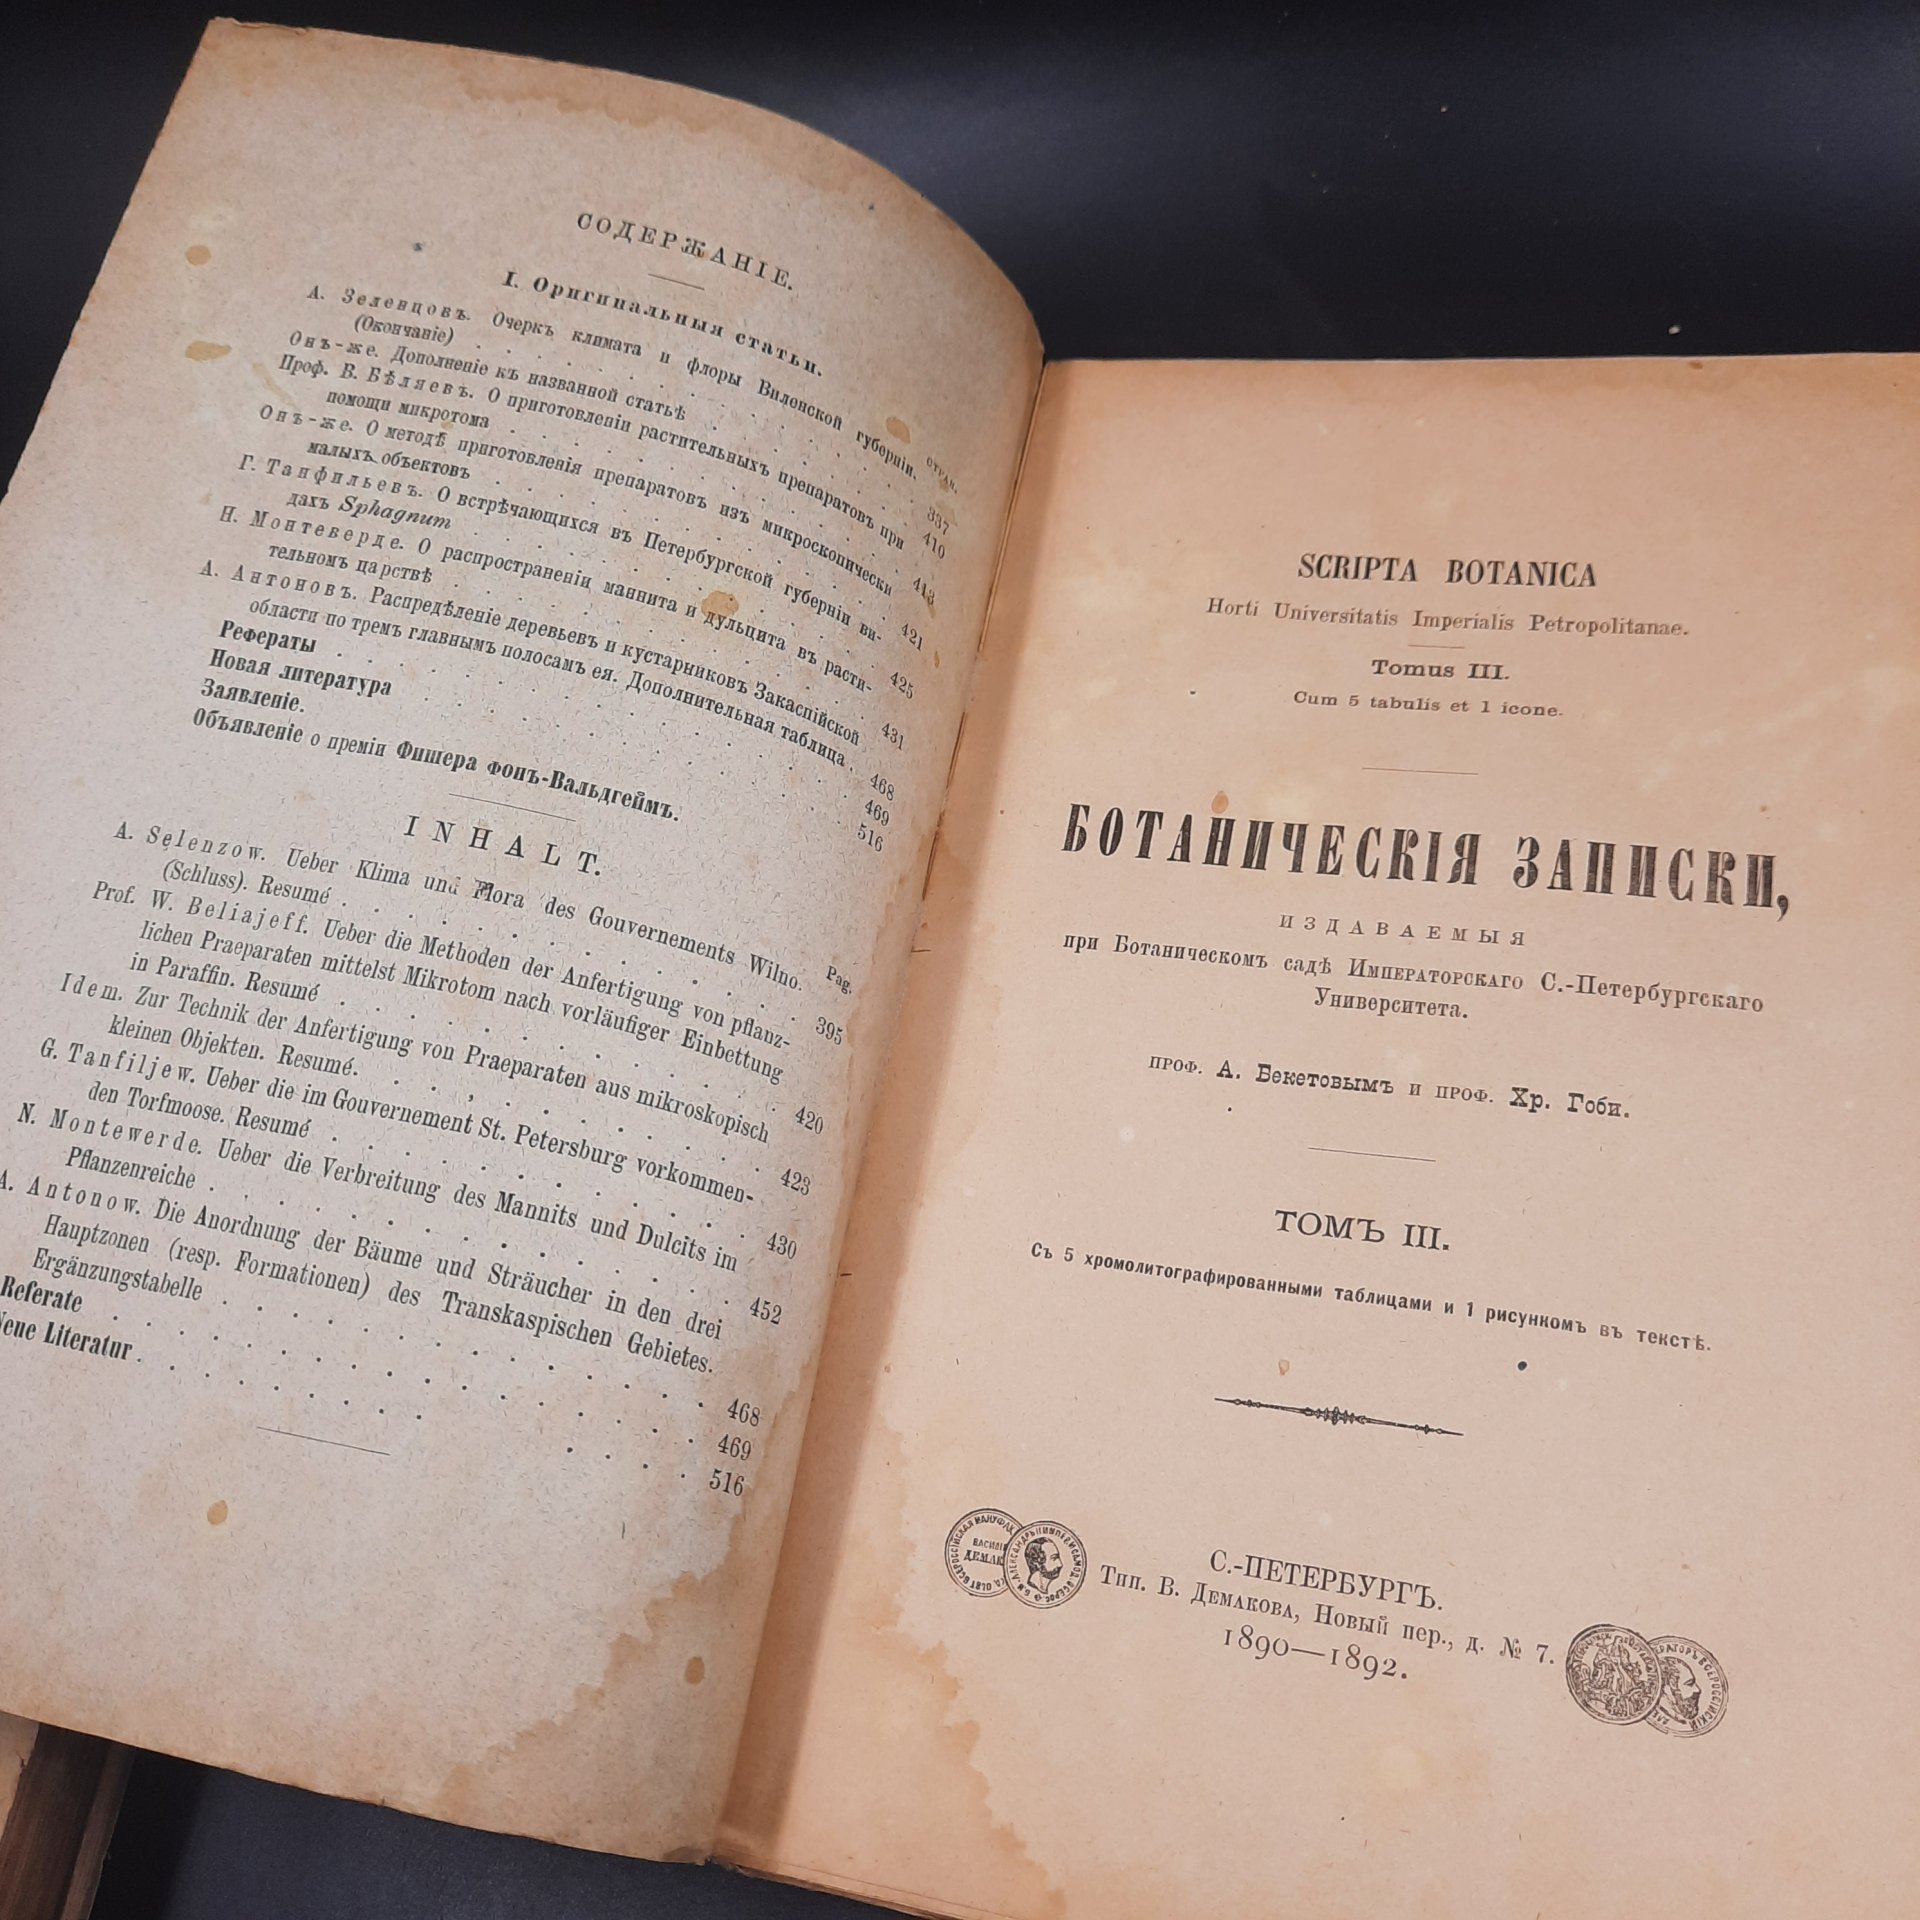 СОДЕРЖАНІЕ.
I. Оригинальныя статьи.
стран.
А. Зеленцовъ. Очеркъ климата и флоры Виленской губерніи.
(Окончаніе) . . . 337
Онъ-же. Дополненіе къ названной статьѣ . . . 410
Проф. В. Бѣляевъ. О приготовленіи растительныхъ препаратовъ при
помощи микротома . . . 413
Онъ-же. О методѣ приготовленія препаратовъ изъ микроскопически
малыхъ объектовъ . . . 421
Г. Танфильевъ. О встрѣчающихся въ Петербургской губерніи ви-
дахъ Sphagnum . . . 425
Н. Монтеверде. О распространеніи маннита и дульцита въ расти-
тельномъ царствѣ . . . 431
А. Антоновъ. Распредѣленіе деревьевъ и кустарниковъ Закаспійской
области по тремъ главнымъ полосамъ ея. Дополнительная таблица . 468
Рефераты . . . 469
Новая литература . . . 516
Заявленіе.
Объявленіе о преміи Фишера фонъ-Вальдгеймъ.
INHALT.
Pag.
A. Selenzow. Ueber Klima und Flora des Gouvernements Wilno.
(Schluss). Resumé . . . 395
Prof. W. Beliajeff. Ueber die Methoden der Anfertigung von pflanz-
lichen Praeparaten mittelst Mikrotom nach vorläufiger Einbettung
in Paraffin. Resumé . . . 420
Idem. Zur Technik der Anfertigung von Praeparaten aus mikroskopisch
kleinen Objekten. Resumé. . . . 423
G. Tanfiljew. Ueber die im Gouvernement St. Petersburg vorkommen-
den Torfmoose. Resumé . . . 430
N. Montewerde. Ueber die Verbreitung des Mannits und Dulcits im
Pflanzenreiche . . . 452
A. Antonow. Die Anordnung der Bäume und Sträucher in den drei
Hauptzonen (resp. Formationen) des Transkaspischen Gebietes.
Ergänzungstabelle . . . 468
Referate . . . 469
Neue Literatur . . . 516
SCRIPTA BOTANICA
Horti Universitatis Imperialis Petropolitanae.
Tomus III.
Cum 5 tabulis et 1 icone.
БОТАНИЧЕСКІЯ ЗАПИСКИ,
ИЗДАВАЕМЫЯ
при Ботаническомъ садѣ Императорскаго С.-Петербургскаго
Университета.
ПРОФ. А. Бекетовымъ и ПРОФ. Хр. Гоби.
ТОМЪ III.
Съ 5 хромолитографированными таблицами и 1 рисункомъ въ текстѣ.
С.-ПЕТЕРБУРГЪ.
Тип. В. Демакова, Новый пер., д. № 7.
1890—1892.